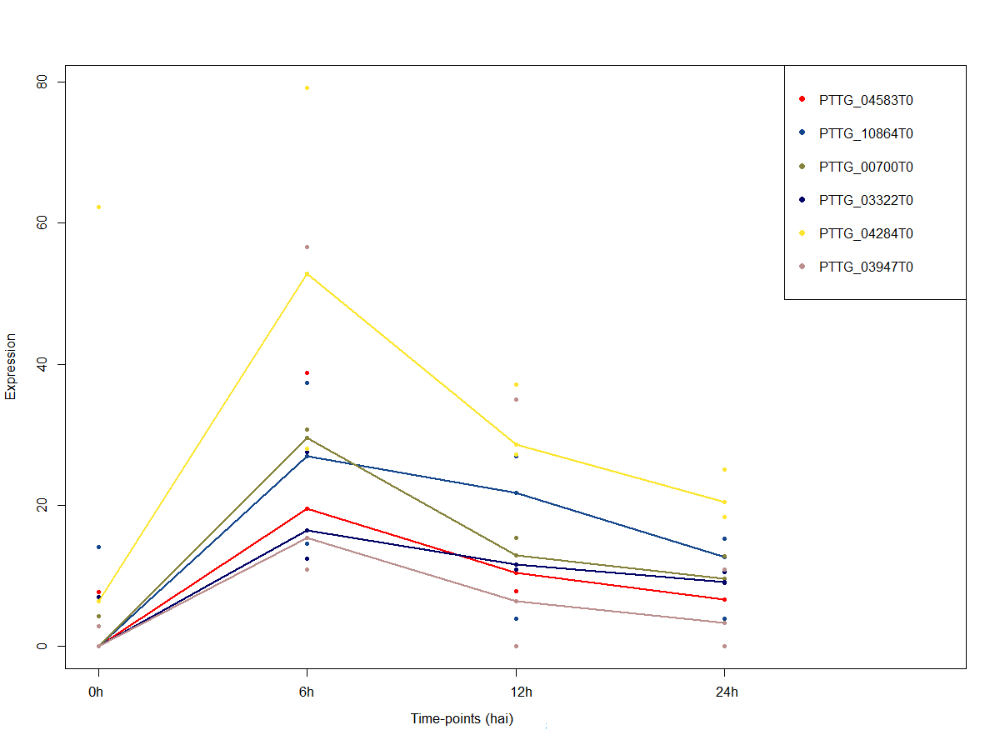 80
60
40
20
0
Expression
PTTG_04583T0
PTTG_10864T0
PTTG_00700T0
PTTG_03322T0
PTTG_04284T0
PTTG_03947T0
0h 6h 12h 24h
Time-points (hai)